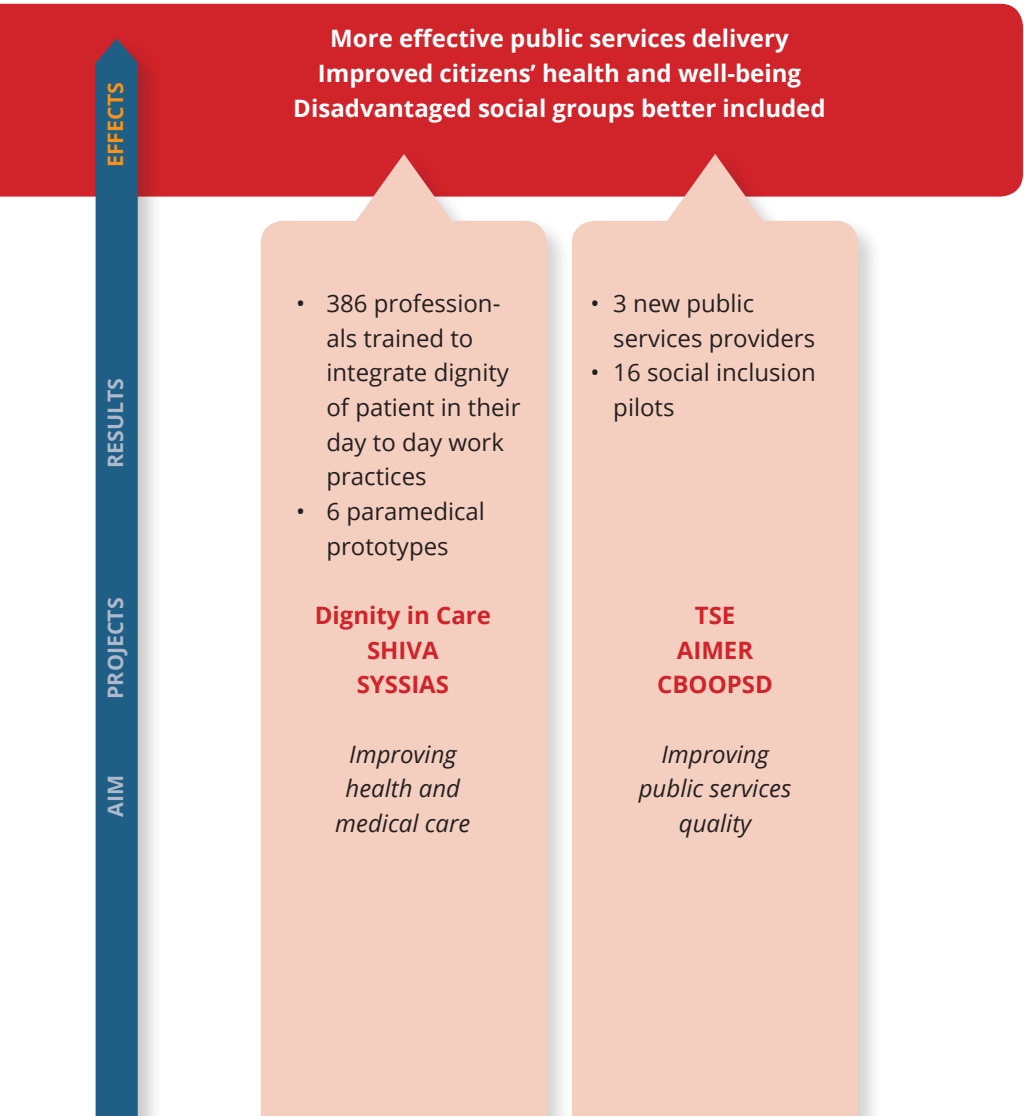 More effective public services delivery
Improved citizens’ health and well-being
Disadvantaged social groups better included
EFFECTS
RESULTS
PROJECTS
AIM
• 386 profession-
als trained to
integrate dignity
of patient in their
day to day work
practices
• 6 paramedical
prototypes
Dignity in Care
SHIVA
SYSSIAS
Improving
health and
medical care
• 3 new public
services providers
• 16 social inclusion
pilots
TSE
AIMER
CBOOPSD
Improving
public services
quality